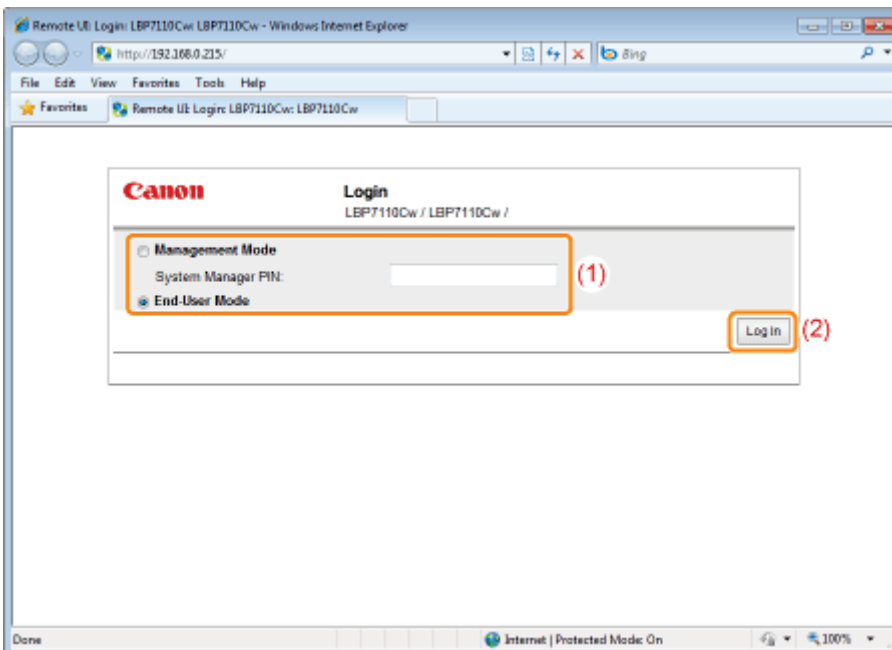 Remote UI: Login: LBP7110Cw: LBP7110Cw - Windows Internet Explorer
http://192.168.0.215/
Bing
File Edit View Favorites Tools Help
Favorites Remote UI: Login: LBP7110Cw: LBP7110Cw
Canon Login
LBP7110Cw / LBP7110Cw /
Management Mode
System Manager PIN:
(1)
End-User Mode
Log In (2)
Done Internet | Protected Mode: On 100%